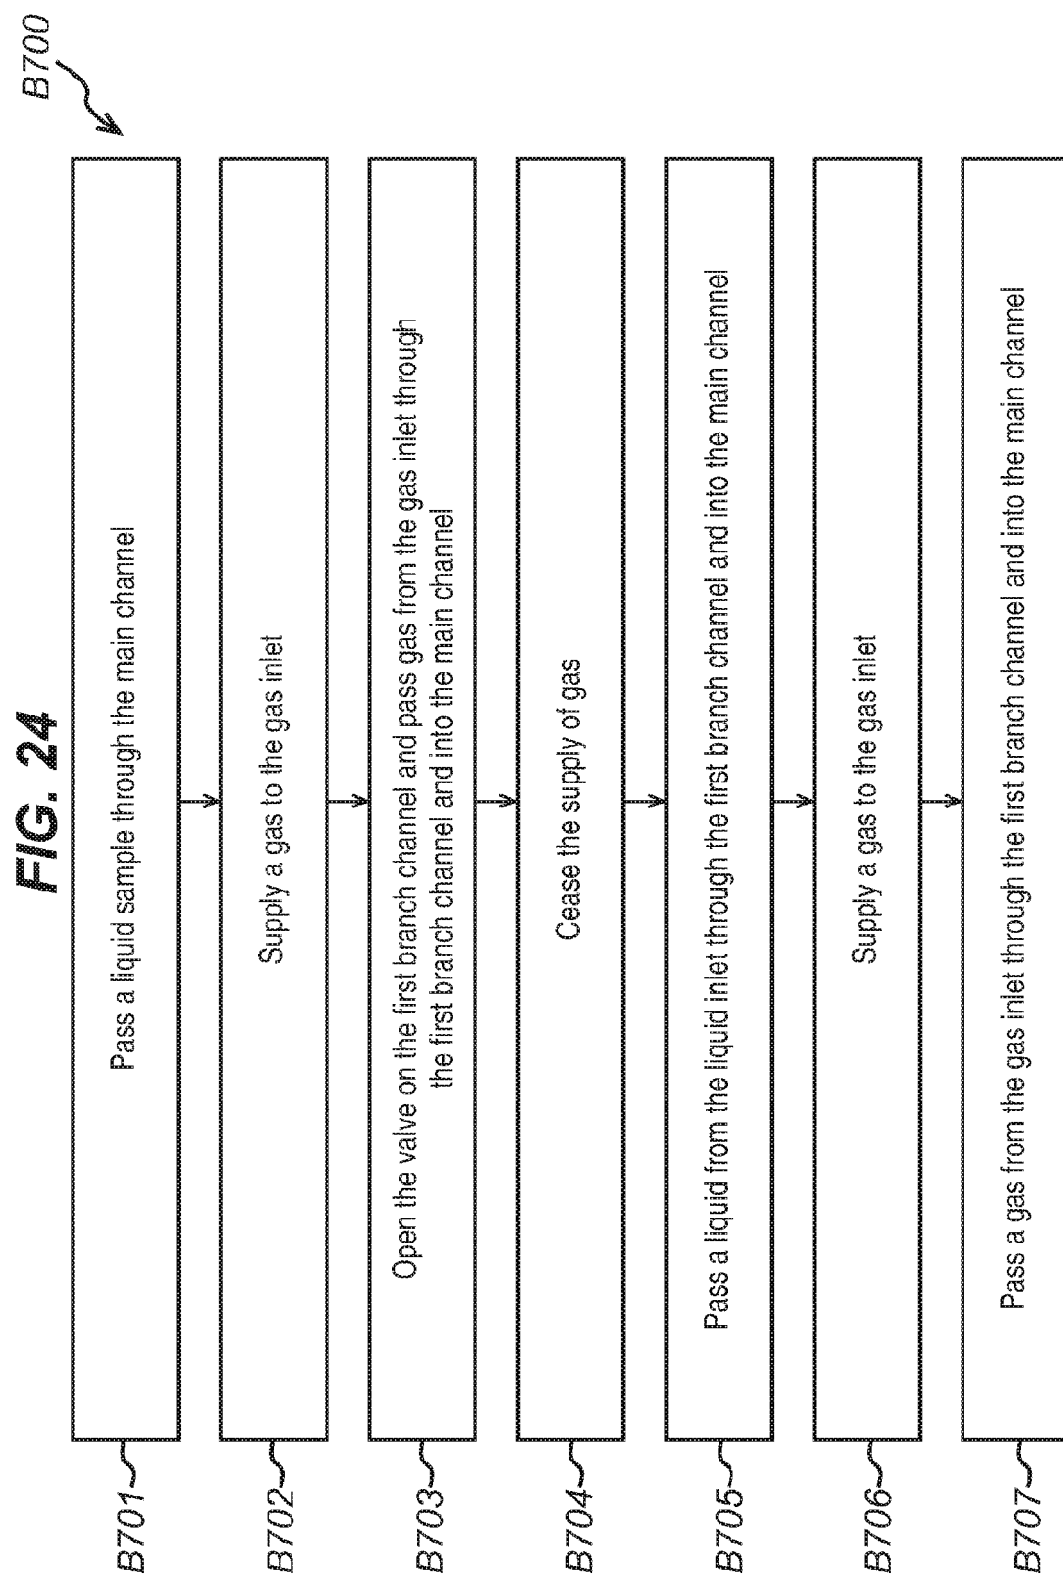 FIG. 24
B700
B701
Pass a liquid sample through the main channel
B702
Supply a gas to the gas inlet
B703
Open the valve on the first branch channel and pass gas from the gas inlet through
the first branch channel and into the main channel
B704
Cease the supply of gas
B705
Pass a liquid from the liquid inlet through the first branch channel and into the main channel
B706
Supply a gas to the gas inlet
B707
Pass a gas from the gas inlet through the first branch channel and into the main channel